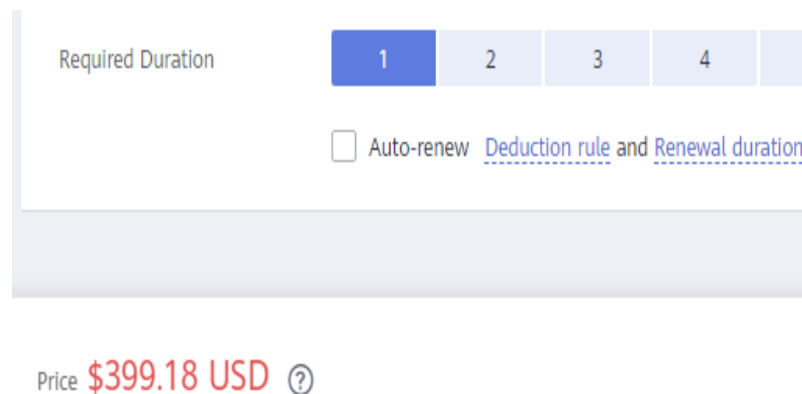 Required Duration 1 2 3 4
Auto-renew Deduction rule and Renewal duration
Price $399.18 USD ?